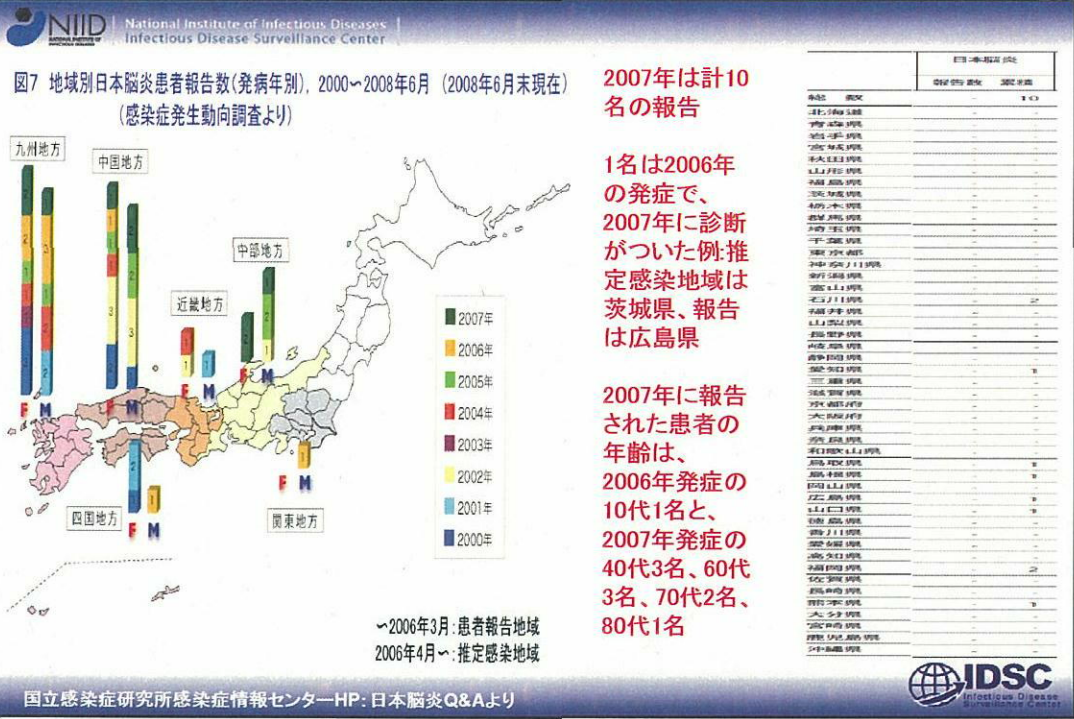 NIID
NATIONAL INSTITUTE OF INFECTIOUS DISEASES
National Institute of Infectious Diseases
Infectious Disease Surveillance Center
図7 地域別日本脳炎患者報告数(発病年別), 2000〜2008年6月 (2008年6月末現在)
(感染症発生動向調査より)
九州地方
中国地方
中部地方
近畿地方
四国地方
関東地方
F M
F M
F M
F M
F M
F M
2007年
2006年
2005年
2004年
2003年
2002年
2001年
2000年
〜2006年3月:患者報告地域
2006年4月〜:推定感染地域
2007年は計10
名の報告
1名は2006年
の発症で、
2007年に診断
がついた例:推
定感染地域は
茨城県、報告
は広島県
2007年に報告
された患者の
年齢は、
2006年発症の
10代1名と、
2007年発症の
40代3名、60代
3名、70代2名、
80代1名
日本脳炎
報告数 累積
総 数 - 10
北海道 - -
青森県 - -
岩手県 - -
宮城県 - -
秋田県 - -
山形県 - -
福島県 - -
茨城県 - -
栃木県 - -
群馬県 - -
埼玉県 - -
千葉県 - -
東京都 - -
神奈川県 - -
新潟県 - -
富山県 - -
石川県 - 2
福井県 - -
山梨県 - -
長野県 - -
岐阜県 - -
静岡県 - -
愛知県 - 1
三重県 - -
滋賀県 - -
京都府 - -
大阪府 - -
兵庫県 - -
奈良県 - -
和歌山県 - -
鳥取県 - 1
島根県 - 1
岡山県 - -
広島県 - 1
山口県 - 1
徳島県 - -
香川県 - -
愛媛県 - -
高知県 - -
福岡県 - 2
佐賀県 - -
長崎県 - -
熊本県 - 1
大分県 - -
宮崎県 - -
鹿児島県 - -
沖縄県 - -
国立感染症研究所感染症情報センターHP:日本脳炎Q&Aより
IDSC
Infectious Disease
Surveillance Center